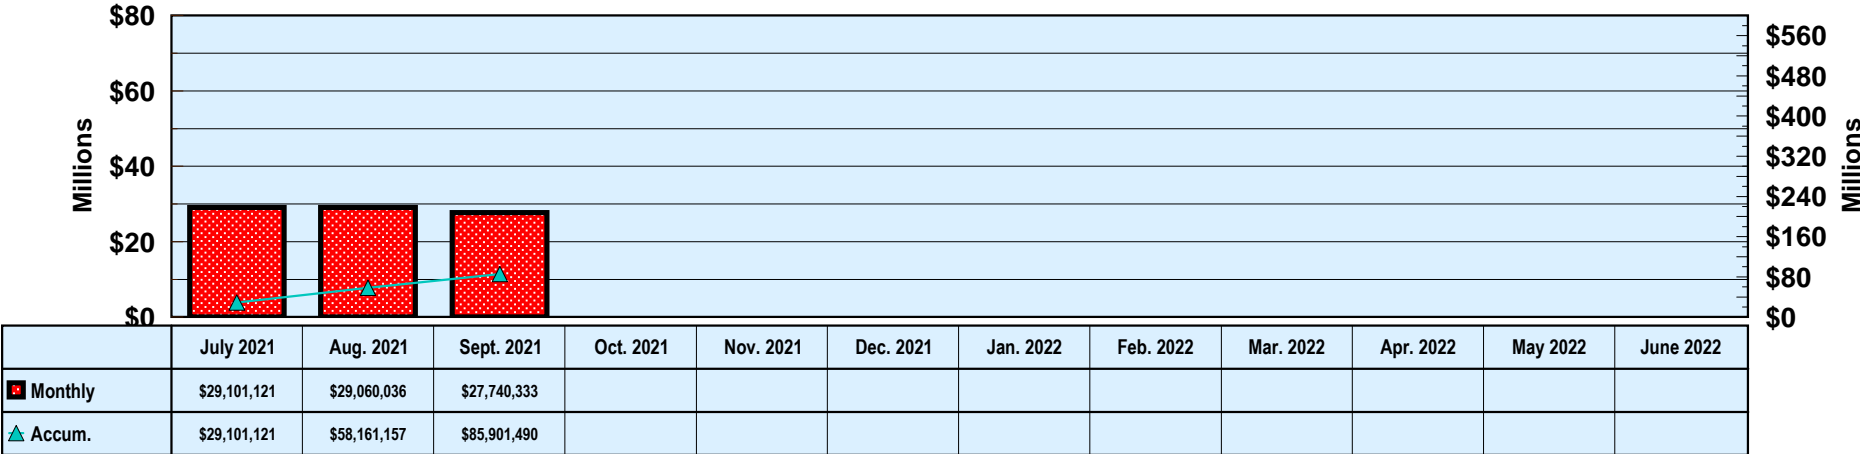 $80
$60
$40
$20
$0
Millions
$560
$480
$400
$320
$240
$160
$80
$0
Millions
July 2021 Aug. 2021 Sept. 2021 Oct. 2021 Nov. 2021 Dec. 2021 Jan. 2022 Feb. 2022 Mar. 2022 Apr. 2022 May 2022 June 2022
Monthly $29,101,121 $29,060,036 $27,740,333
Accum. $29,101,121 $58,161,157 $85,901,490